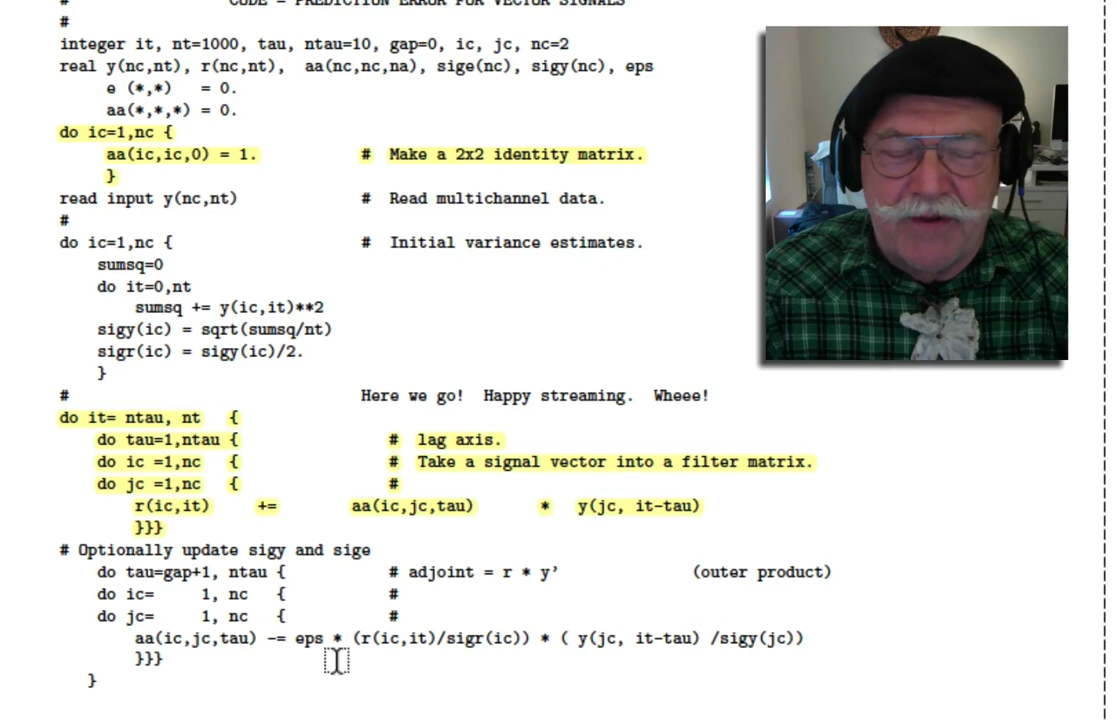 # CODE = PREDICTION ERROR FOR VECTOR SIGNALS
#
integer it, nt=1000, tau, ntau=10, gap=0, ic, jc, nc=2
real y(nc,nt), r(nc,nt), aa(nc,nc,na), sige(nc), sigy(nc), eps
e (*,*) = 0.
aa(*,*,*) = 0.
do ic=1,nc {
aa(ic,ic,0) = 1. # Make a 2x2 identity matrix.
}
read input y(nc,nt) # Read multichannel data.
#
do ic=1,nc { # Initial variance estimates.
sumsq=0
do it=0,nt
sumsq += y(ic,it)**2
sigy(ic) = sqrt(sumsq/nt)
sigr(ic) = sigy(ic)/2.
}
# Here we go! Happy streaming. Wheee!
do it= ntau, nt {
do tau=1,ntau { # lag axis.
do ic =1,nc { # Take a signal vector into a filter matrix.
do jc =1,nc { #
r(ic,it) += aa(ic,jc,tau) * y(jc, it-tau)
}}}
# Optionally update sigy and sige
do tau=gap+1, ntau { # adjoint = r * y’ (outer product)
do ic= 1, nc { #
do jc= 1, nc { #
aa(ic,jc,tau) -= eps * (r(ic,it)/sigr(ic)) * ( y(jc, it-tau) /sigy(jc))
}}}
}